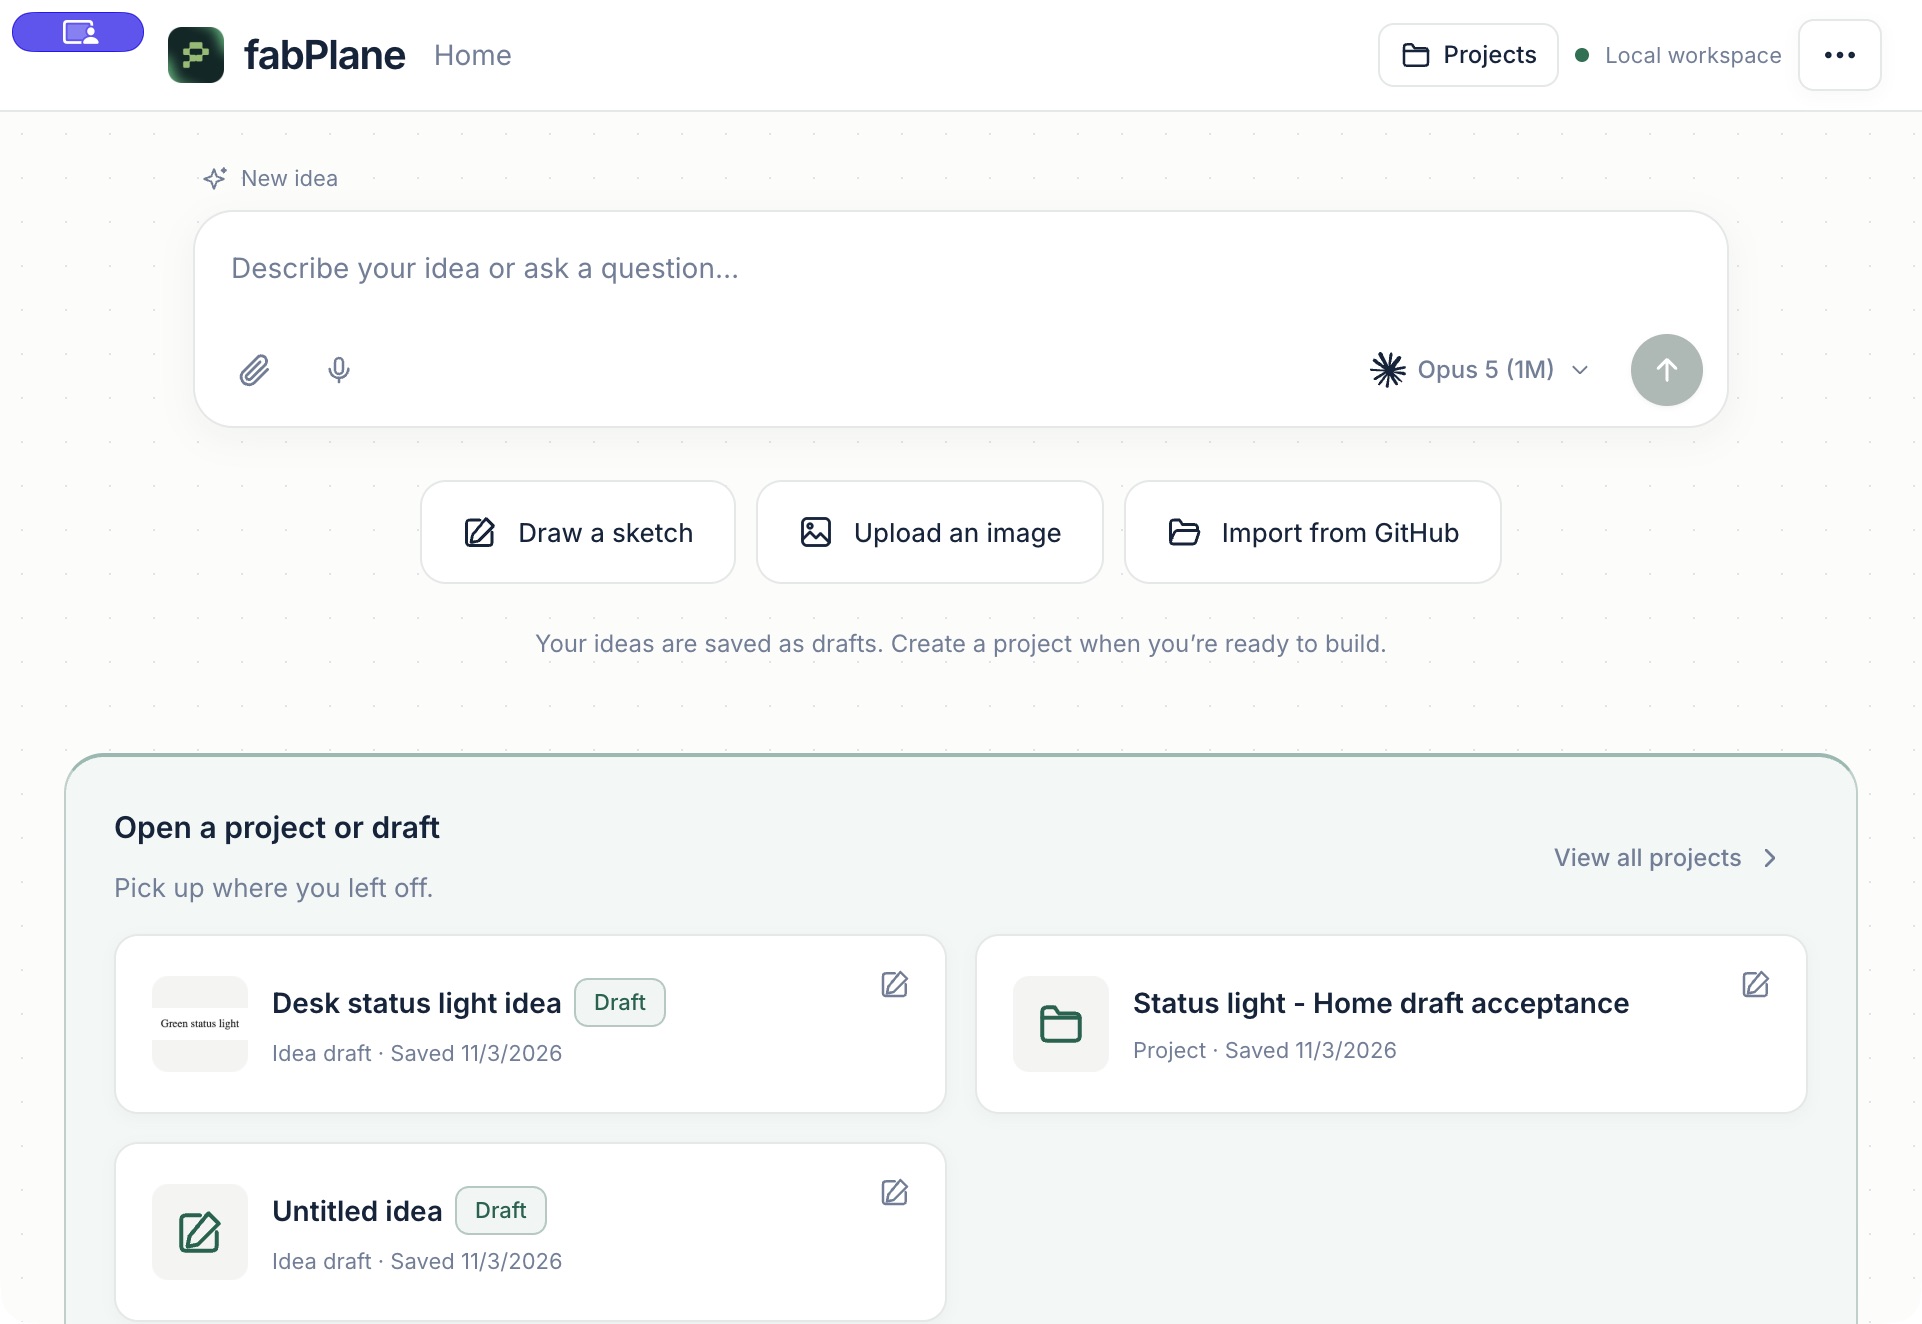 fabPlane Home Projects Local workspace
New idea
Describe your idea or ask a question...
Opus 5 (1M)
Draw a sketch
Upload an image
Import from GitHub
Your ideas are saved as drafts. Create a project when you’re ready to build.
Open a project or draft
Pick up where you left off.
View all projects
Desk status light idea Draft
Idea draft · Saved 11/3/2026
Green status light
Status light - Home draft acceptance
Project · Saved 11/3/2026
Untitled idea Draft
Idea draft · Saved 11/3/2026